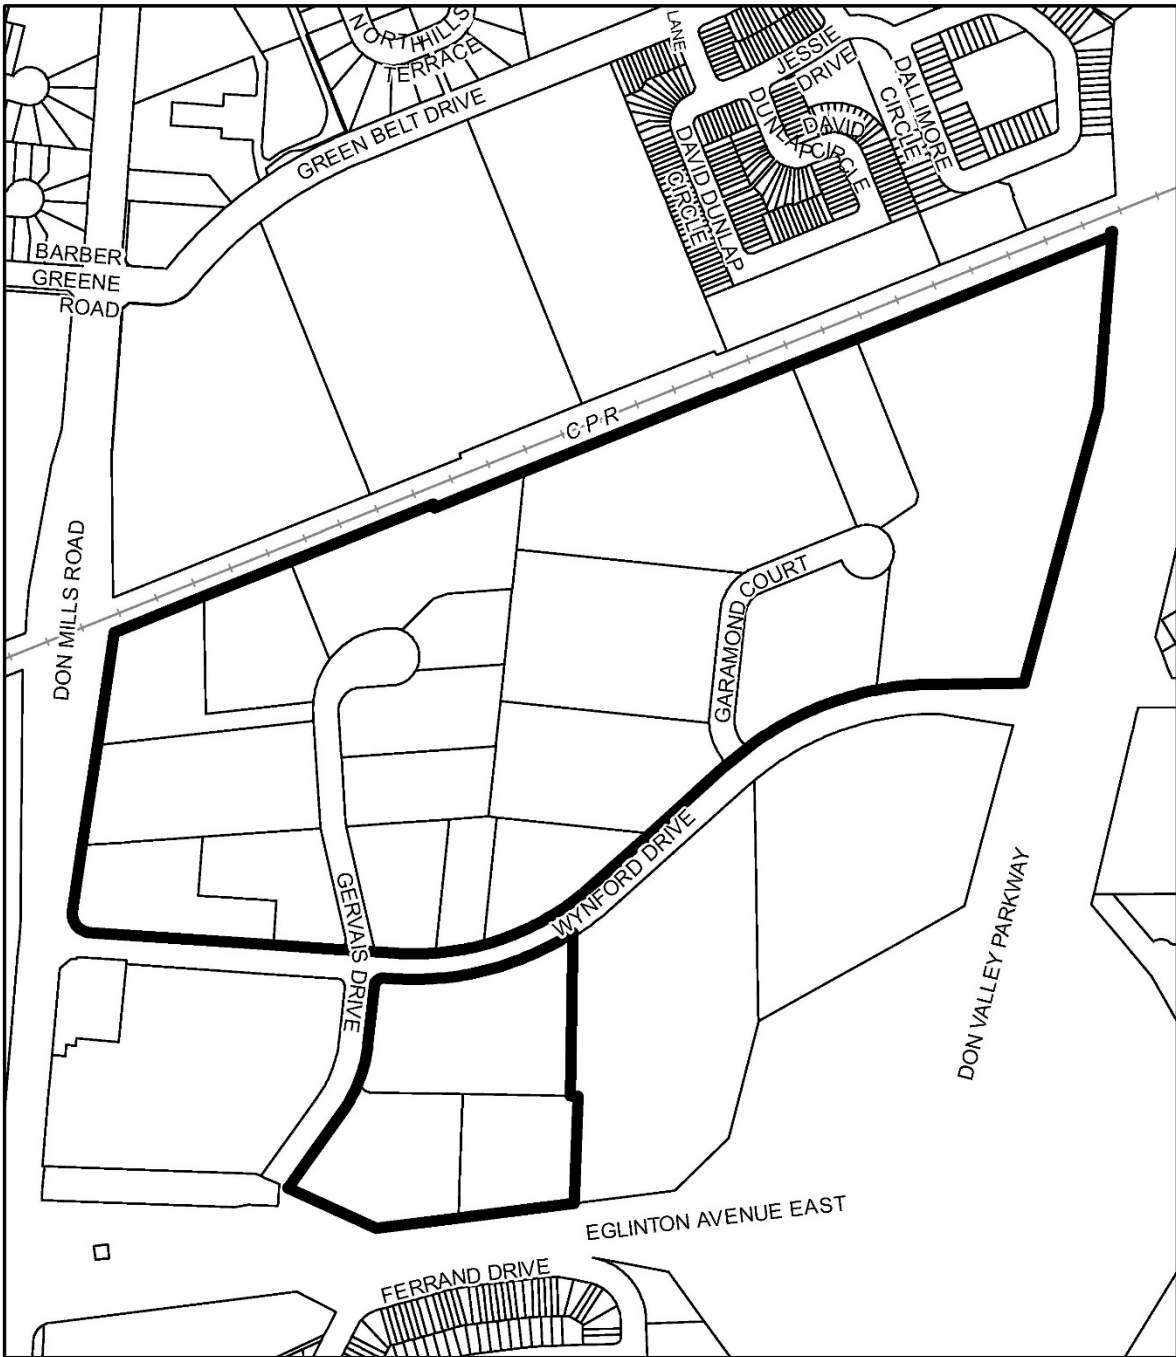 NORTHHILLS
TERRACE
LANE
JESSIE
DRIVE
GREEN BELT DRIVE
DALLIMORE
CIRCLE
DAVID
DUNLAP
CIRCLE
DAVID DUNLAP
CIRCLE
BARBER
GREENE
ROAD
C P R
DON MILLS ROAD
GARAMOND COURT
WYNFORD DRIVE
GERVAIS DRIVE
DON VALLEY PARKWAY
EGLINTON AVENUE EAST
FERRAND DRIVE